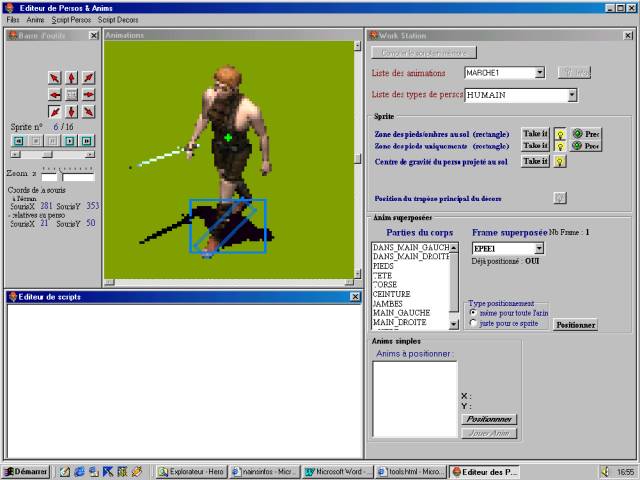 Editeur de Persos & Anims
Files Anims Script Persos Script Decors
Barre d'outils
Sprite n° 6 / 16
Zoom x
Coords de la souris
à l'écran
SourisX 281 SourisY 353
- relatives au perso
SourisX 21 SourisY 50
Animations
Editeur de scripts
Work Station
Compiler le script en mémoire
Liste des animations MARCHE1
Liste des types de persos HUMAIN
Sprite
Zone des pieds/ombres au sol (rectangle) Take it Prec
Zone des pieds uniquements (rectangle) Take it Prec
Centre de gravité du perso projeté au sol Take it
Position du trapèze principal du décors
Anim superposées
Parties du corps
DANS_MAIN_GAUCH
DANS_MAIN_DROITE
PIEDS
TETE
TORSE
CEINTURE
JAMBES
MAIN_GAUCHE
MAIN_DROITE
Frame superposée Nb Frame : 1
EPEE1
Déjà positionné : OUI
Type positionnement
même pour toute l'anim
juste pour ce sprite
Positionner
Anims simples
Anims à positionner :
X :
Y :
Positionnner
Jouer Anim
Démarrer Explorateur - Hero nainsinfos - Micr... Microsoft Word - ... tools.html - Micro... Editeur des P... 16:55